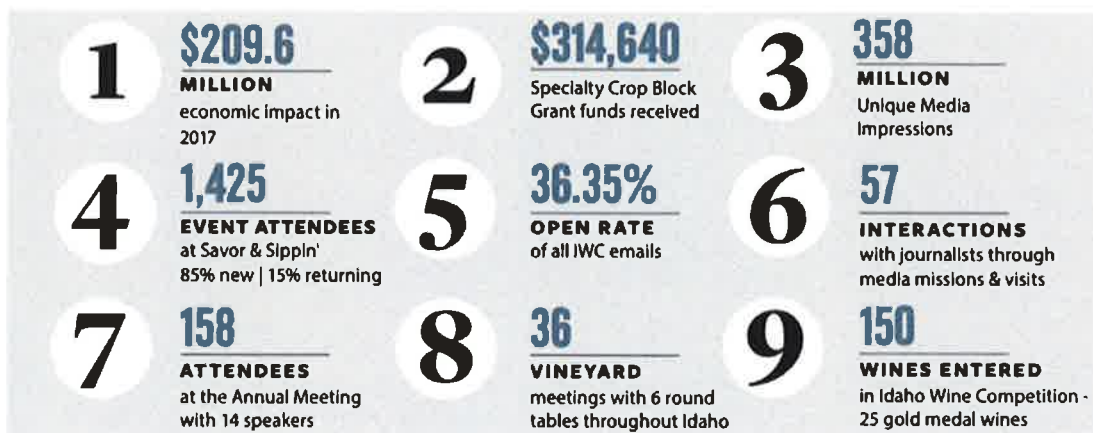 1
$209.6
MILLION
economic impact in
2017
2
$314,640
Specialty Crop Block
Grant funds received
3
358
MILLION
Unique Media
Impressions
4
1,425
EVENT ATTENDEES
at Savor & Sippin'
85% new | 15% returning
5
36.35%
OPEN RATE
of all IWC emails
6
57
INTERACTIONS
with journalists through
media missions & visits
7
158
ATTENDEES
at the Annual Meeting
with 14 speakers
8
36
VINEYARD
meetings with 6 round
tables throughout Idaho
9
150
WINES ENTERED
in Idaho Wine Competition -
25 gold medal wines